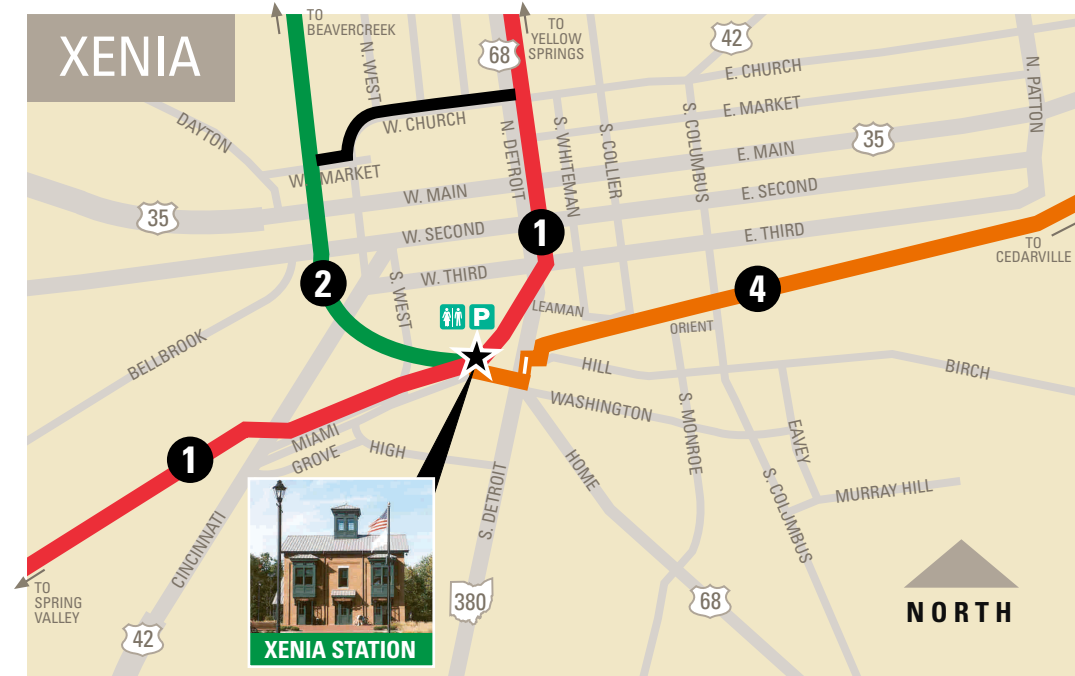 XENIA
TO
BEAVERCREEK
TO
YELLOW
SPRINGS
68
42
N. WEST
E. CHURCH
N. PATTON
DAYTON
W. CHURCH
N. DETROIT
S. WHITEMAN
S. COLLIER
S. COLUMBUS
E. MARKET
35
W. MARKET
E. MAIN
W. MAIN
E. SECOND
35
W. SECOND
1
E. THIRD
TO
CEDARVILLE
2
S. WEST
W. THIRD
4
LEAMAN
P
ORIENT
BELLBROOK
HILL
BIRCH
WASHINGTON
S. MONROE
EAVEY
MIAMI
GROVE
HIGH
1
HOME
S. DETROIT
S. COLUMBUS
MURRAY HILL
CINCINNATI
TO
SPRING
VALLEY
380
68
NORTH
42
XENIA STATION